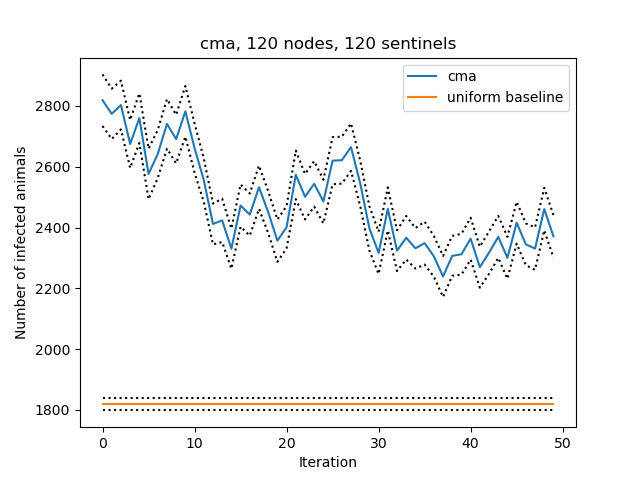 cma, 120 nodes, 120 sentinels
cma
uniform baseline
Number of infected animals
2800
2600
2400
2200
2000
1800
0
10
20
30
40
50
Iteration